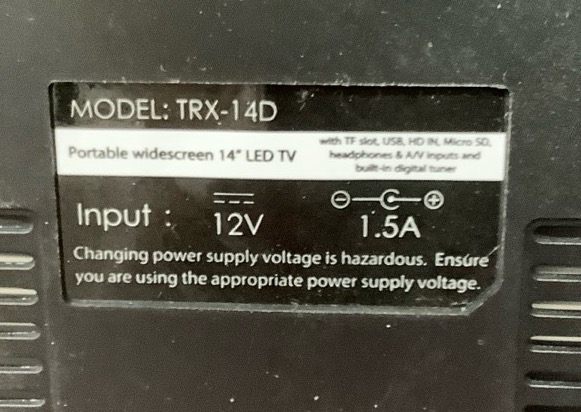 MODEL: TRX-14D
Portable widescreen 14" LED TV
with TF slot, USB, HD IN, Micro SD,
headphones & A/V inputs and
built-in digital tuner
Input : 12V 1.5A
Changing power supply voltage is hazardous. Ensure
you are using the appropriate power supply voltage.